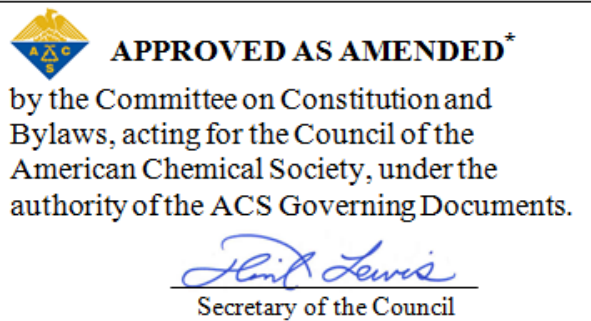 APPROVED AS AMENDED*
by the Committee on Constitution and
Bylaws, acting for the Council of the
American Chemical Society, under the
authority of the ACS Governing Documents.
Lewis
Secretary of the Council